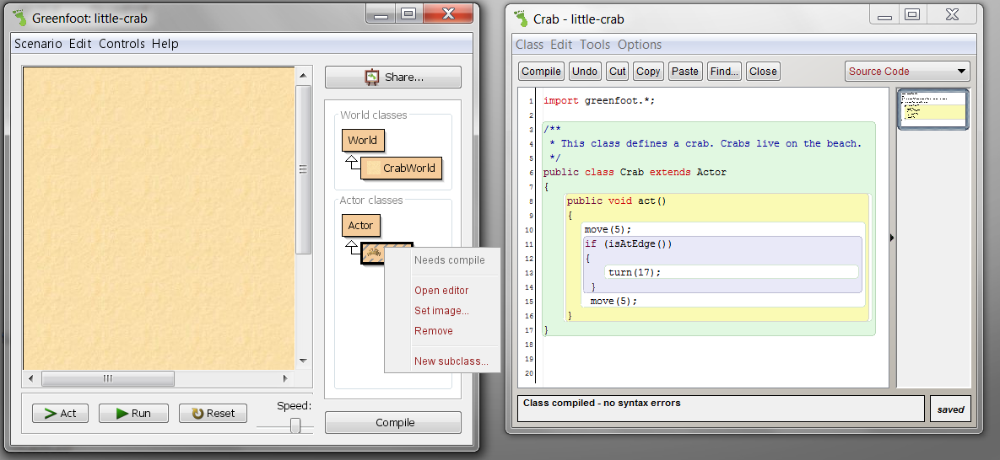 Greenfoot: little-crab
Scenario Edit Controls Help
Share...
World classes
World
CrabWorld
Actor classes
Actor
Needs compile
Open editor
Set image...
Remove
New subclass...
Act
Run
Reset
Speed:
Compile
Crab - little-crab
Class Edit Tools Options
Compile Undo Cut Copy Paste Find... Close Source Code
1 import greenfoot.*;
2
3 /**
4 * This class defines a crab. Crabs live on the beach.
5 */
6 public class Crab extends Actor
7 {
8 public void act()
9 {
10 move(5);
11 if (isAtEdge())
12 {
13 turn(17);
14 }
15 move(5);
16 }
17 }
18
19
20
Class compiled - no syntax errors
saved